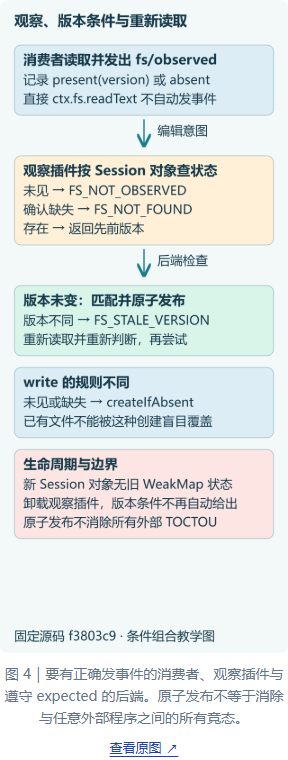 观察、版本条件与重新读取
消费者读取并发出 fs/observed
记录 present(version) 或 absent
直接 ctx.fs.readText 不自动发事件
编辑意图
观察插件按 Session 对象查状态
未见 → FS_NOT_OBSERVED
确认缺失 → FS_NOT_FOUND
存在 → 返回先前版本
后端检查
版本未变：匹配并原子发布
版本不同 → FS_STALE_VERSION
重新读取并重新判断，再尝试
write 的规则不同
未见或缺失 → createIfAbsent
已有文件不能被这种创建盲目覆盖
生命周期与边界
新 Session 对象无旧 WeakMap 状态
卸载观察插件，版本条件不再自动给出
原子发布不消除所有外部 TOCTOU
固定源码 f3803c9 · 条件组合教学图
图 4｜要有正确发事件的消费者、观察插件与
遵守 expected 的后端。原子发布不等于消除
与任意外部程序之间的所有竞态。
查看原图 ↗